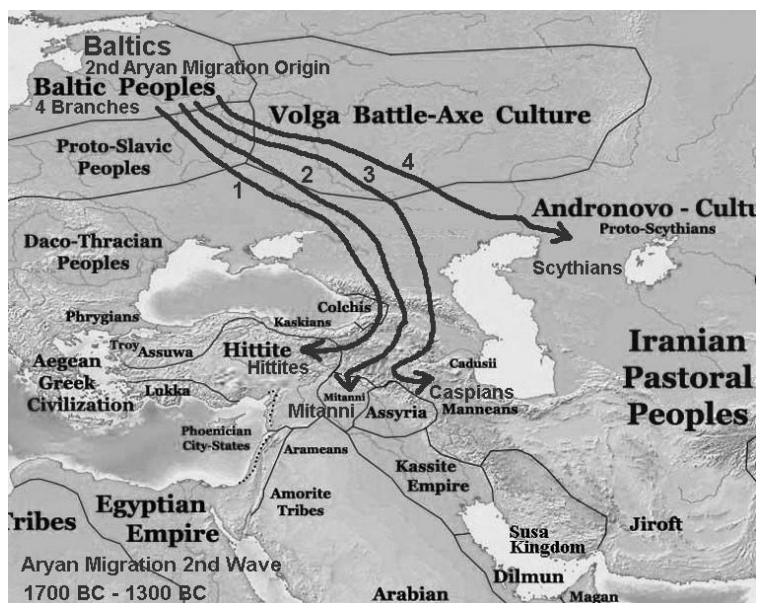 Baltics
2nd Aryan Migration Origin
Baltic Peoples
4 Branches
Volga Battle-Axe Culture
Proto-Slavic
Peoples
1
2
3
4
Andronovo - Cultu
Proto-Scythians
Scythians
Daco-Thracian
Peoples
Phrygians
Colchis
Kaskians
Troy
Assuwa
Hittite
Hittites
Cadusii
Iranian
Pastoral
Peoples
Aegean
Greek
Civilization
Lukka
Mitanni
Mitanni
Assyria
Caspians
Manneans
Phoenician
City-States
Arameans
Kassite
Empire
Amorite
Tribes
Egyptian
Empire
Tribes
Susa
Kingdom
Jiroft
Dilmun
Magan
Arabian
Aryan Migration 2nd Wave
1700 BC - 1300 BC